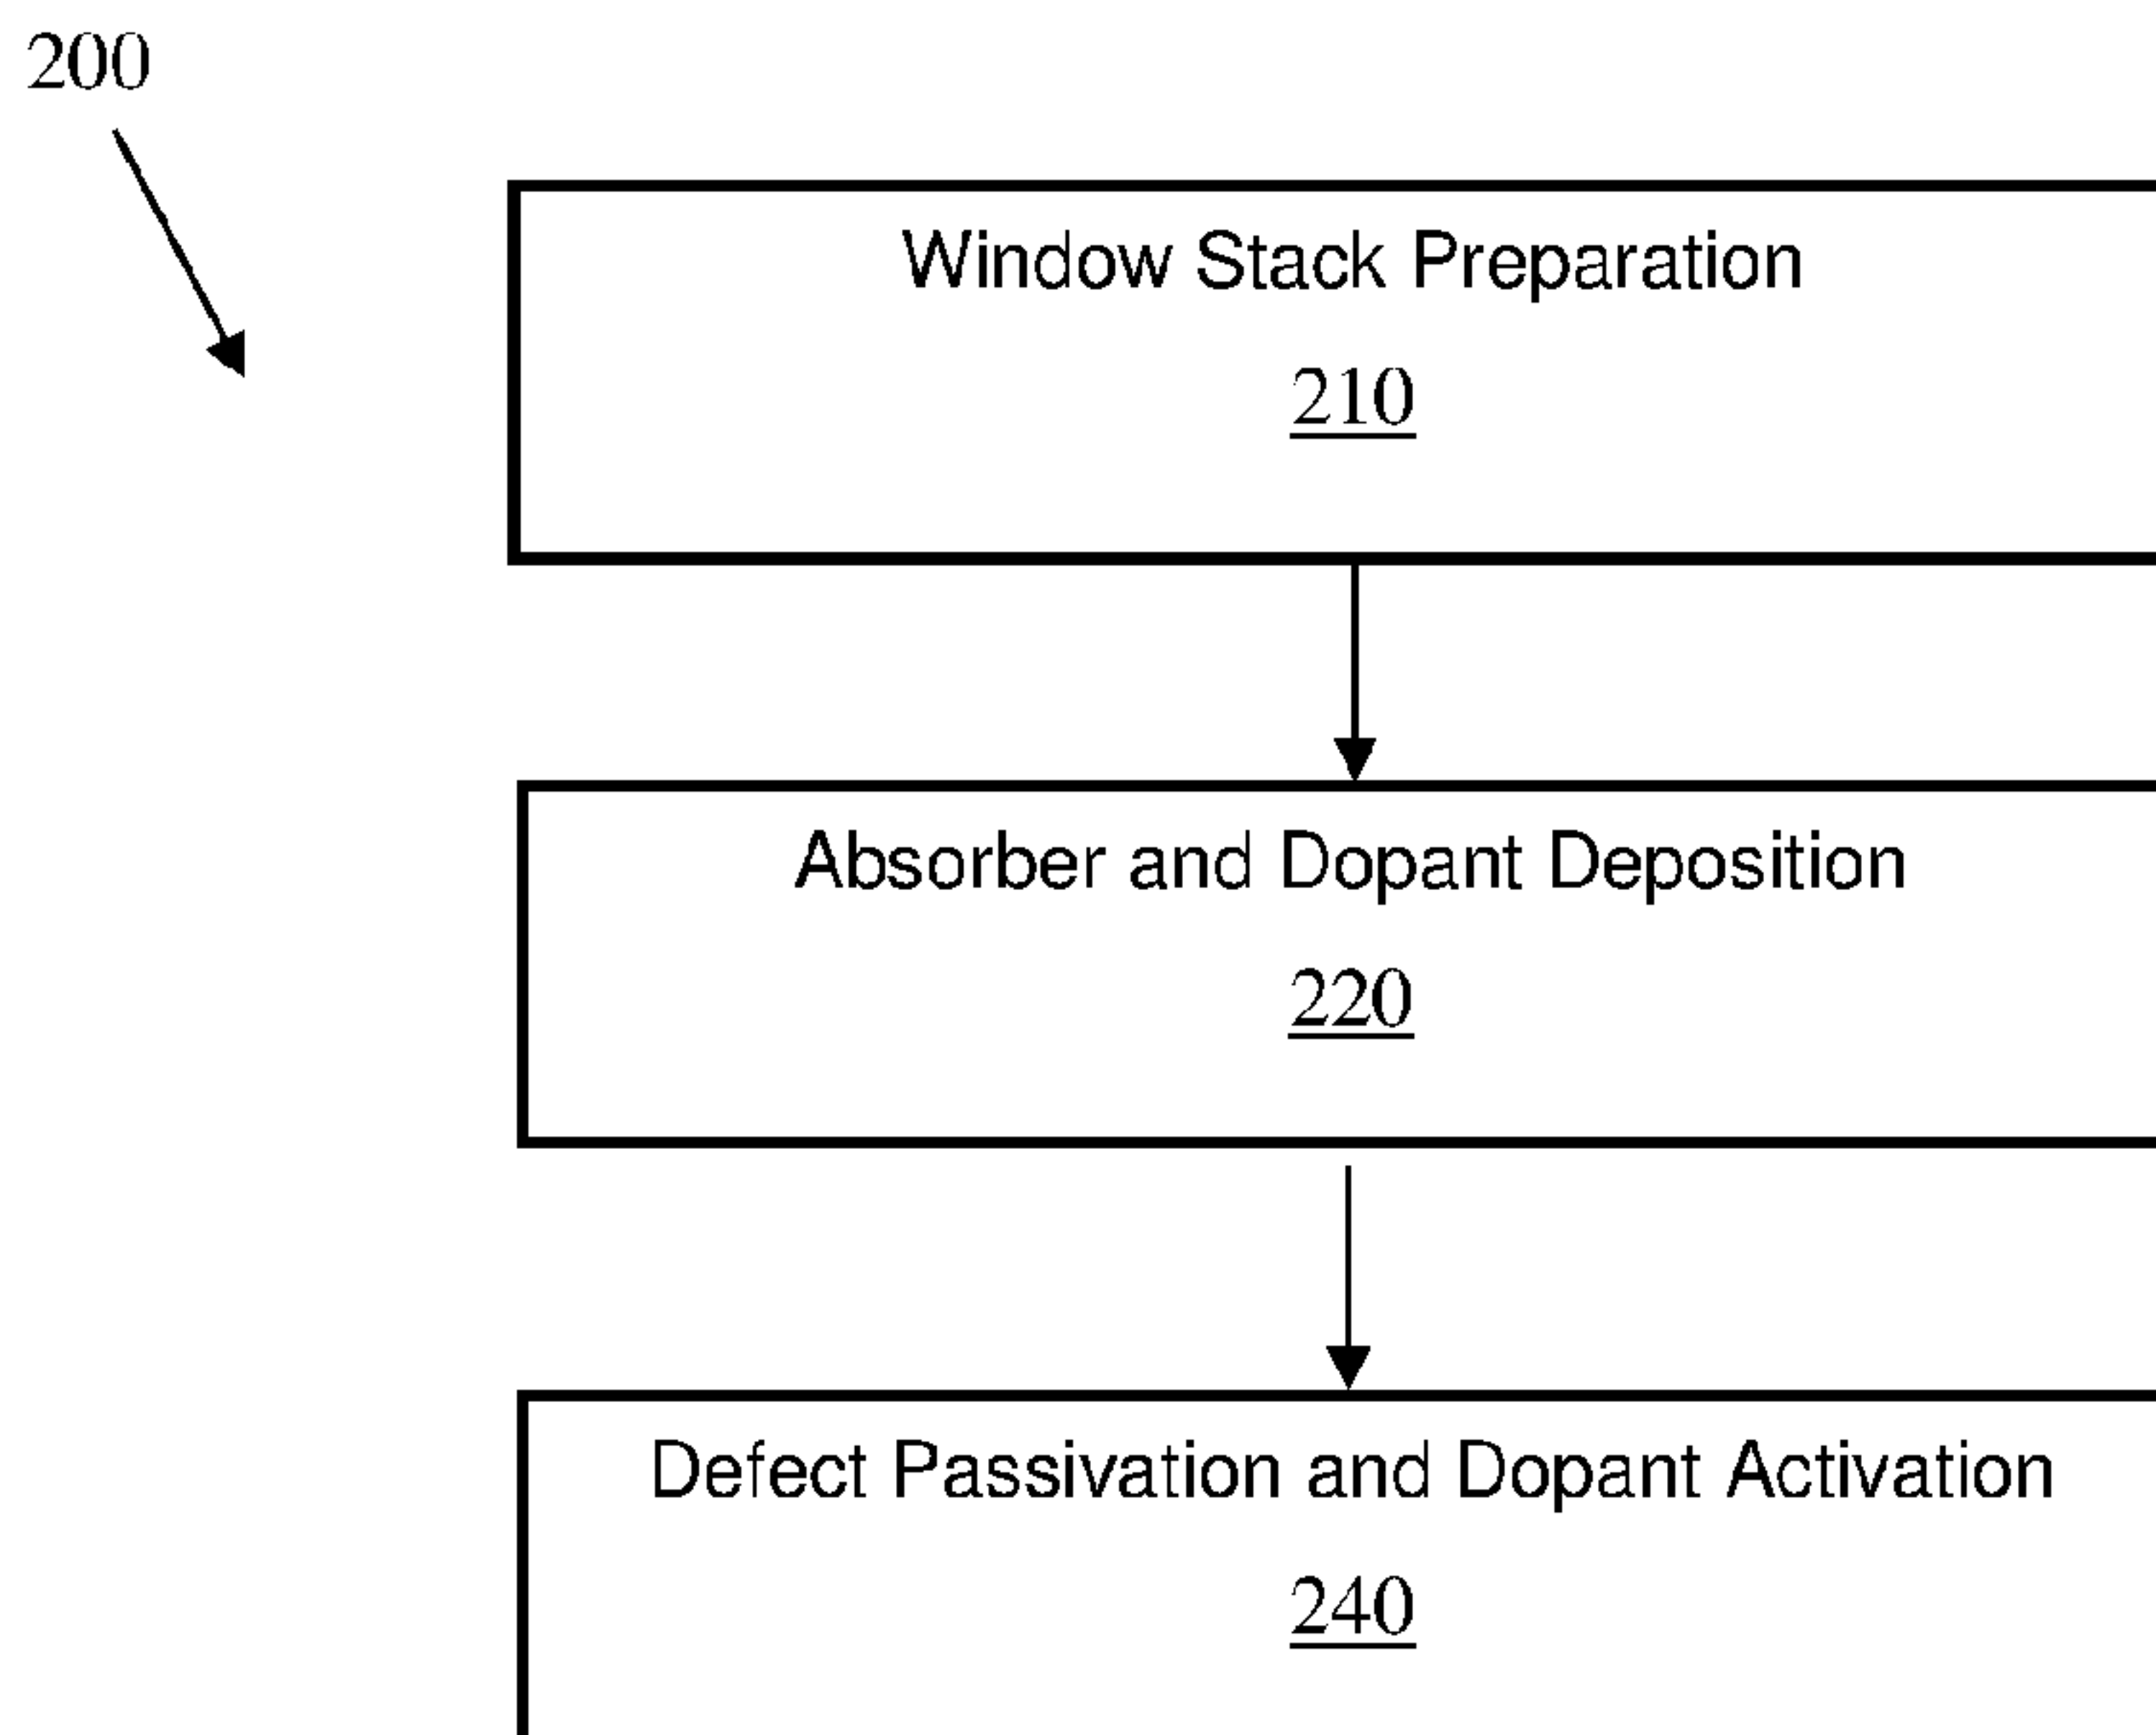 200
Window Stack Preparation
210
Absorber and Dopant Deposition
220
Defect Passivation and Dopant Activation
240